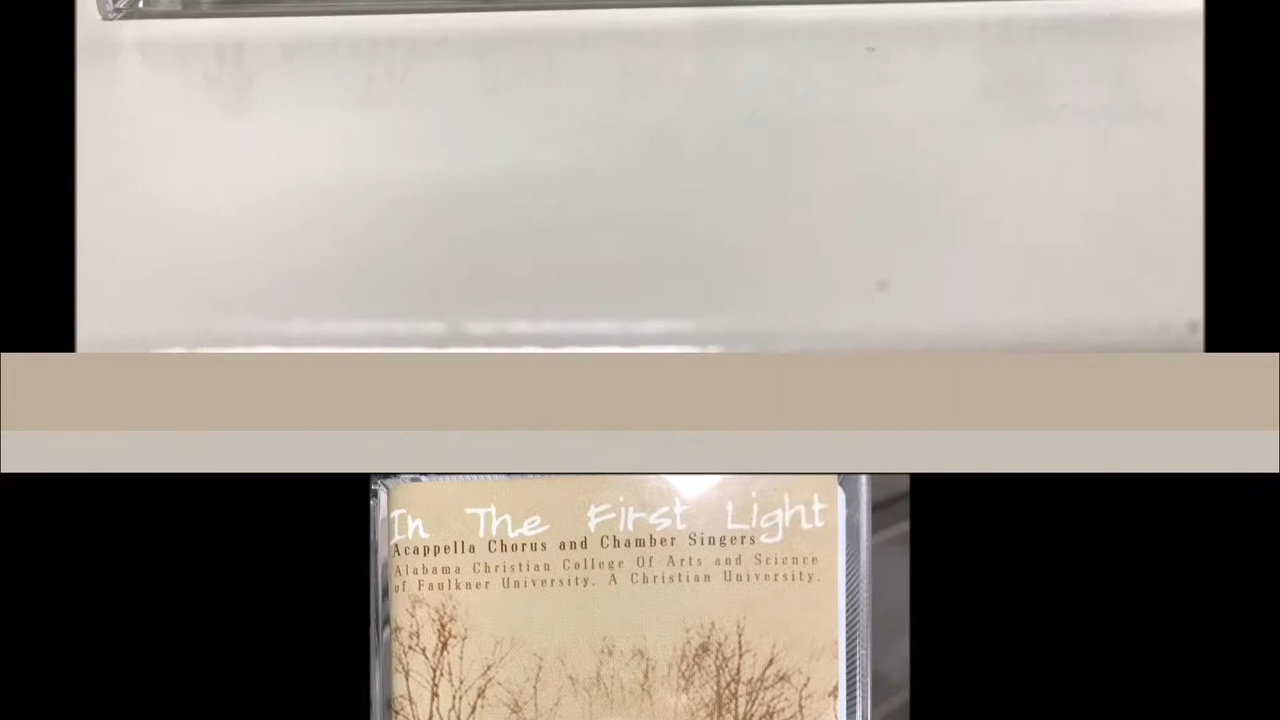 In The First Light
Acappella Chorus and Chamber Singers
Alabama Christian College Of Arts and Science
of Faulkner University. A Christian University.